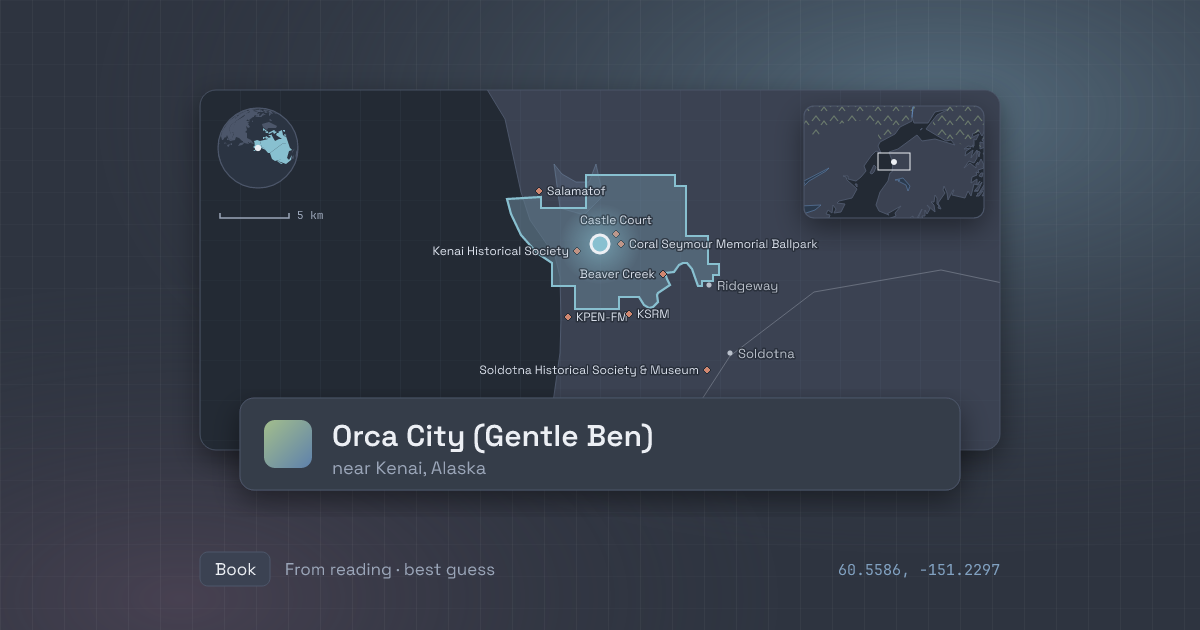 5 km
Salamatof
Castle Court
Kenai Historical Society
Coral Seymour Memorial Ballpark
Beaver Creek
Ridgeway
KPEN-FM
KSRM
Soldotna
Soldotna Historical Society & Museum
Orca City (Gentle Ben)
near Kenai, Alaska
Book
From reading · best guess
60.5586, -151.2297